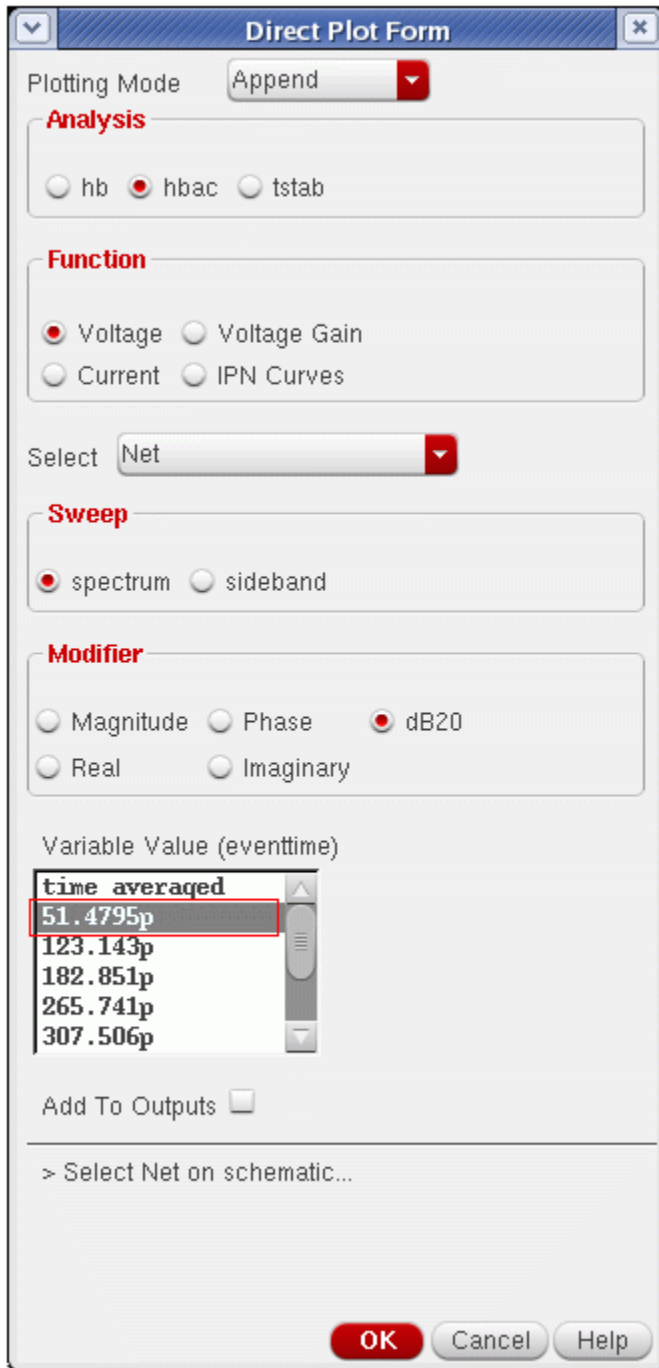 Direct Plot Form
Plotting Mode Append
Analysis
hb hbac tstab
Function
Voltage Voltage Gain
Current IPN Curves
Select Net
Sweep
spectrum sideband
Modifier
Magnitude Phase dB20
Real Imaginary
Variable Value (eventtime)
time averaged
51.4795p
123.143p
182.851p
265.741p
307.506p
Add To Outputs
> Select Net on schematic...
OK Cancel Help